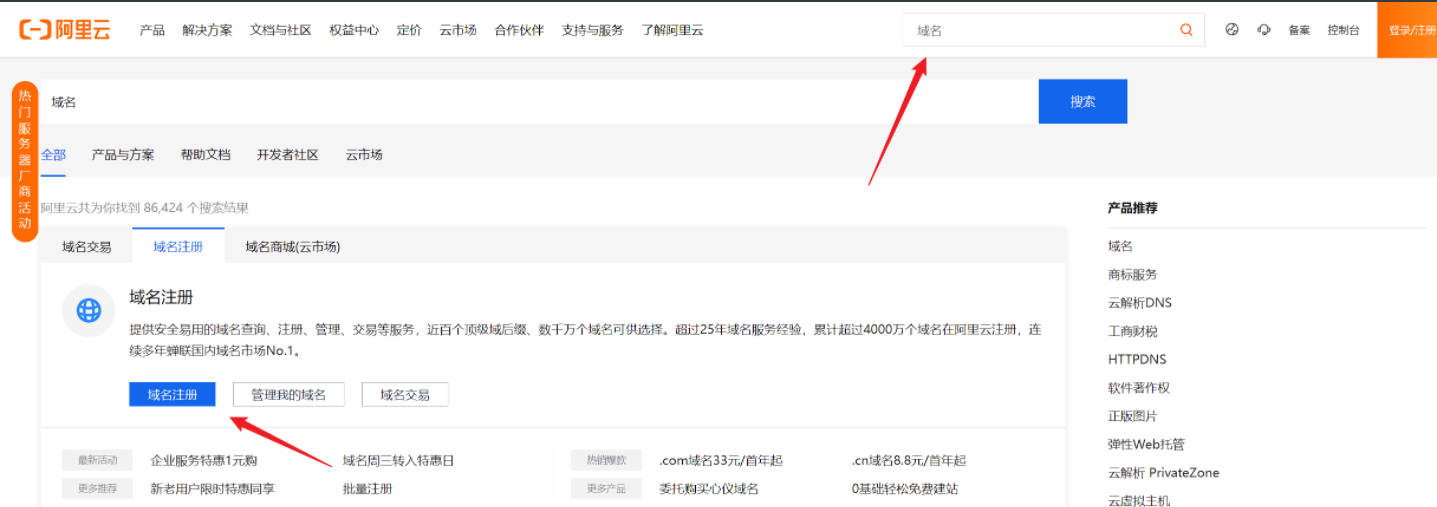 阿里云 产品 解决方案 文档与社区 权益中心 定价 云市场 合作伙伴 支持与服务 了解阿里云 域名 备案 控制台 登录/注册
热门服务器厂商活动
域名 搜索
全部 产品与方案 帮助文档 开发者社区 云市场
阿里云共为你找到 86,424 个搜索结果
域名交易 域名注册 域名商城(云市场)
域名注册
提供安全易用的域名查询、注册、管理、交易等服务，近百个顶级域后缀、数千万个域名可供选择。超过25年域名服务经验，累计超过4000万个域名在阿里云注册，连
续多年蝉联国内域名市场No.1。
域名注册 管理我的域名 域名交易
最新活动 企业服务特惠1元购 域名周三转入特惠日 热销爆款 .com域名33元/首年起 .cn域名8.8元/首年起
更多推荐 新老用户限时特惠同享 批量注册 更多产品 委托购买心仪域名 0基础轻松免费建站
产品推荐
域名
商标服务
云解析DNS
工商财税
HTTPDNS
软件著作权
正版图片
弹性Web托管
云解析 PrivateZone
云虚拟主机